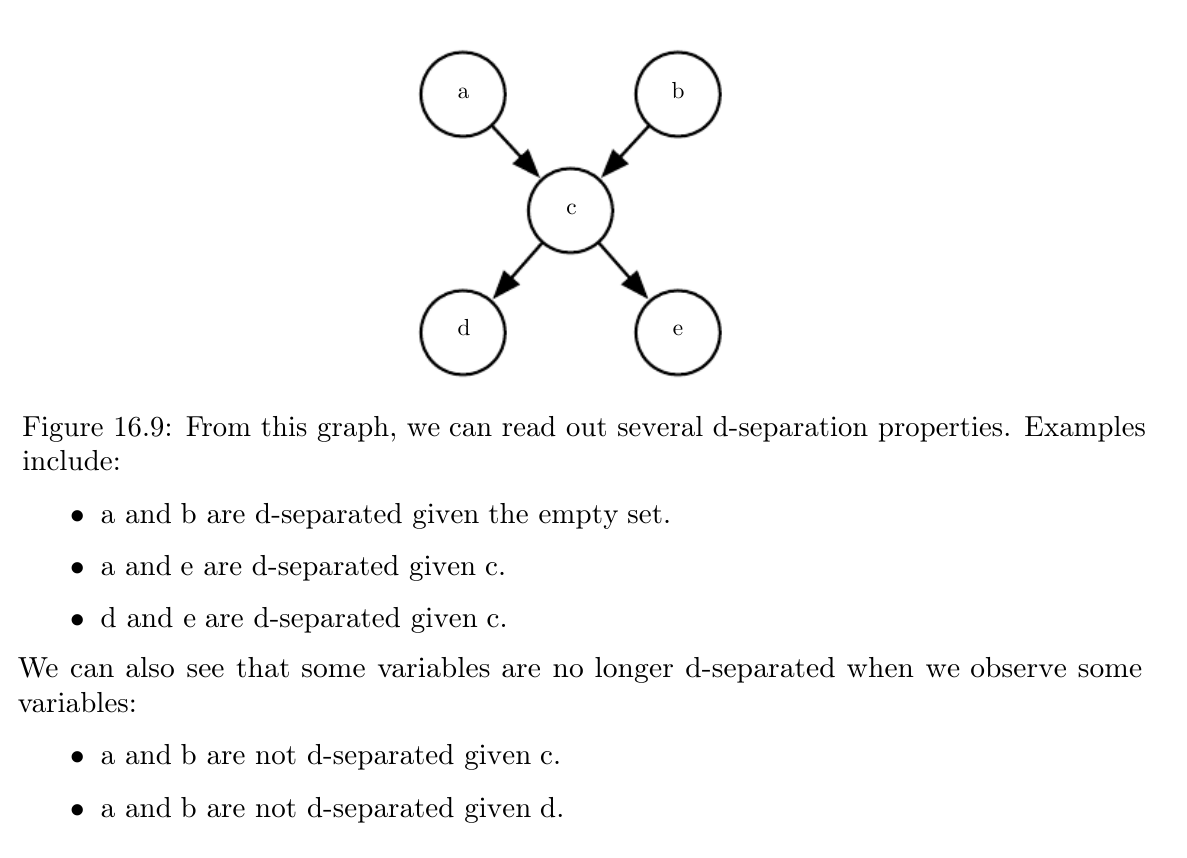 a b
c
d e
Figure 16.9: From this graph, we can read out several d-separation properties. Examples
include:
• a and b are d-separated given the empty set.
• a and e are d-separated given c.
• d and e are d-separated given c.
We can also see that some variables are no longer d-separated when we observe some
variables:
• a and b are not d-separated given c.
• a and b are not d-separated given d.